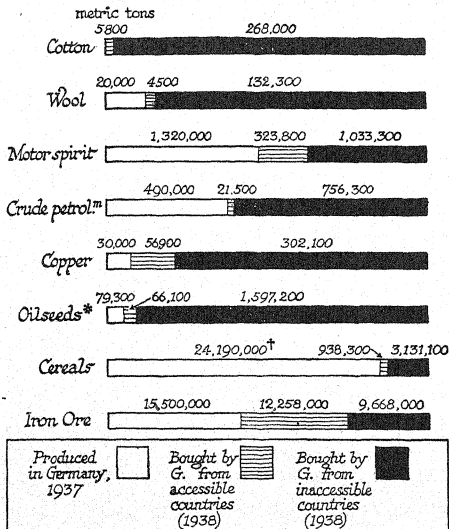 metric tons
5800 268,000
Cotton
20,000 4500 132,300
Wool
1,320,000 323,800 1,033,300
Motor spirit
490,000 21,500 756,300
Crude petrol.m
30,000 56900 302,100
Copper
79,300 66,100 1,597,200
Oilseeds*
24,190,000† 938,300 3,131,100
Cereals
15,500,000 12,258,000 9,668,000
Iron Ore
Produced in Germany, 1937
Bought by G. from accessible countries (1938)
Bought by G. from inaccessible countries (1938)